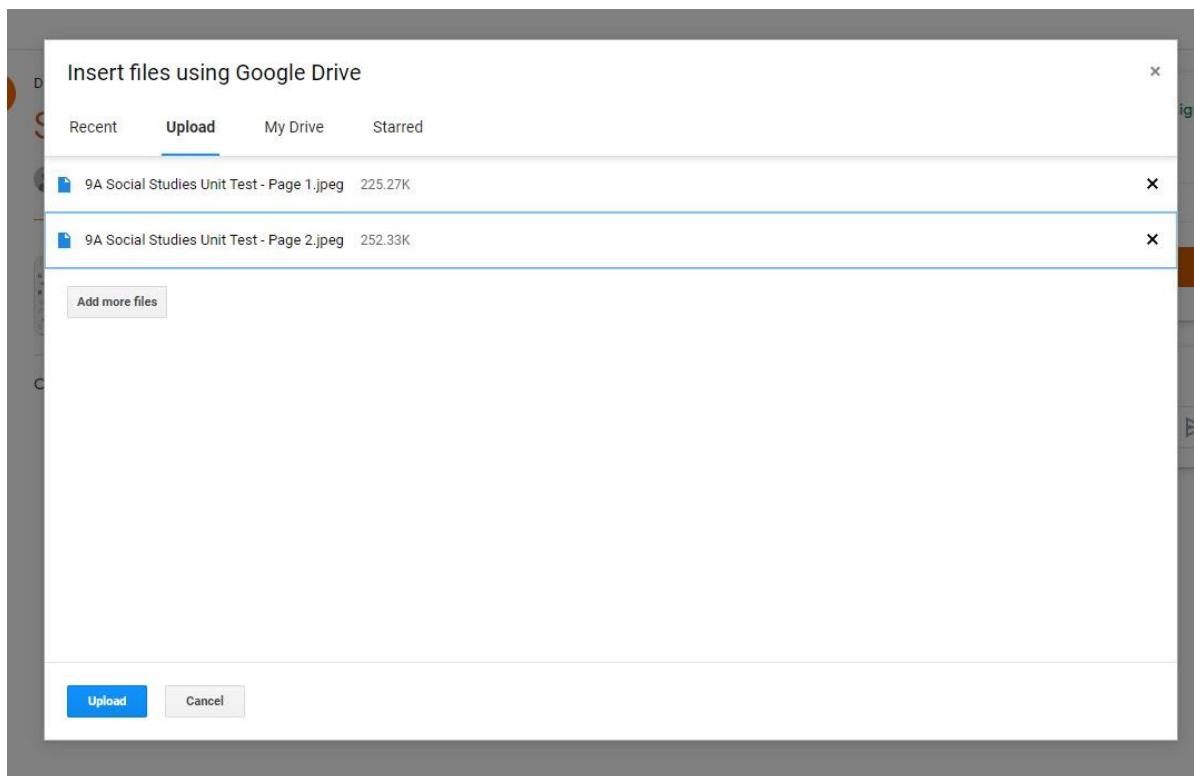 Insert files using Google Drive ×
Recent Upload My Drive Starred
9A Social Studies Unit Test - Page 1.jpeg 225.27K
9A Social Studies Unit Test - Page 2.jpeg 252.33K
Add more files
Upload Cancel
D
S
ig